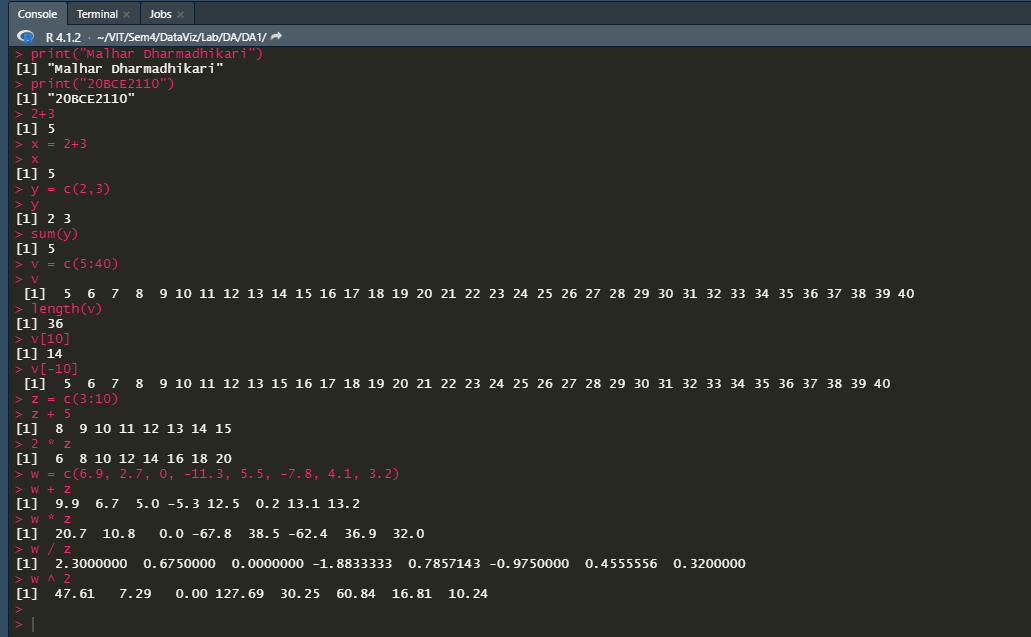 Console Terminal × Jobs ×
R 4.1.2 · ~/VIT/Sem4/DataViz/Lab/DA/DA1/
> print("Malhar Dharmadhikari")
[1] "Malhar Dharmadhikari"
> print("20BCE2110")
[1] "20BCE2110"
> 2+3
[1] 5
> x = 2+3
> x
[1] 5
> y = c(2,3)
> y
[1] 2 3
> sum(y)
[1] 5
> v = c(5:40)
> v
 [1]  5  6  7  8  9 10 11 12 13 14 15 16 17 18 19 20 21 22 23 24 25 26 27 28 29 30 31 32 33 34 35 36 37 38 39 40
> length(v)
[1] 36
> v[10]
[1] 14
> v[-10]
 [1]  5  6  7  8  9 10 11 12 13 15 16 17 18 19 20 21 22 23 24 25 26 27 28 29 30 31 32 33 34 35 36 37 38 39 40
> z = c(3:10)
> z + 5
[1]  8  9 10 11 12 13 14 15
> 2 * z
[1]  6  8 10 12 14 16 18 20
> w = c(6.9, 2.7, 0, -11.3, 5.5, -7.8, 4.1, 3.2)
> w + z
[1]  9.9  6.7  5.0 -5.3 12.5  0.2 13.1 13.2
> w * z
[1]  20.7  10.8   0.0 -67.8  38.5 -62.4  36.9  32.0
> w / z
[1]  2.3000000  0.6750000  0.0000000 -1.8833333  0.7857143 -0.9750000  0.4555556  0.3200000
> w ^ 2
[1]  47.61   7.29   0.00 127.69  30.25  60.84  16.81  10.24
>
>